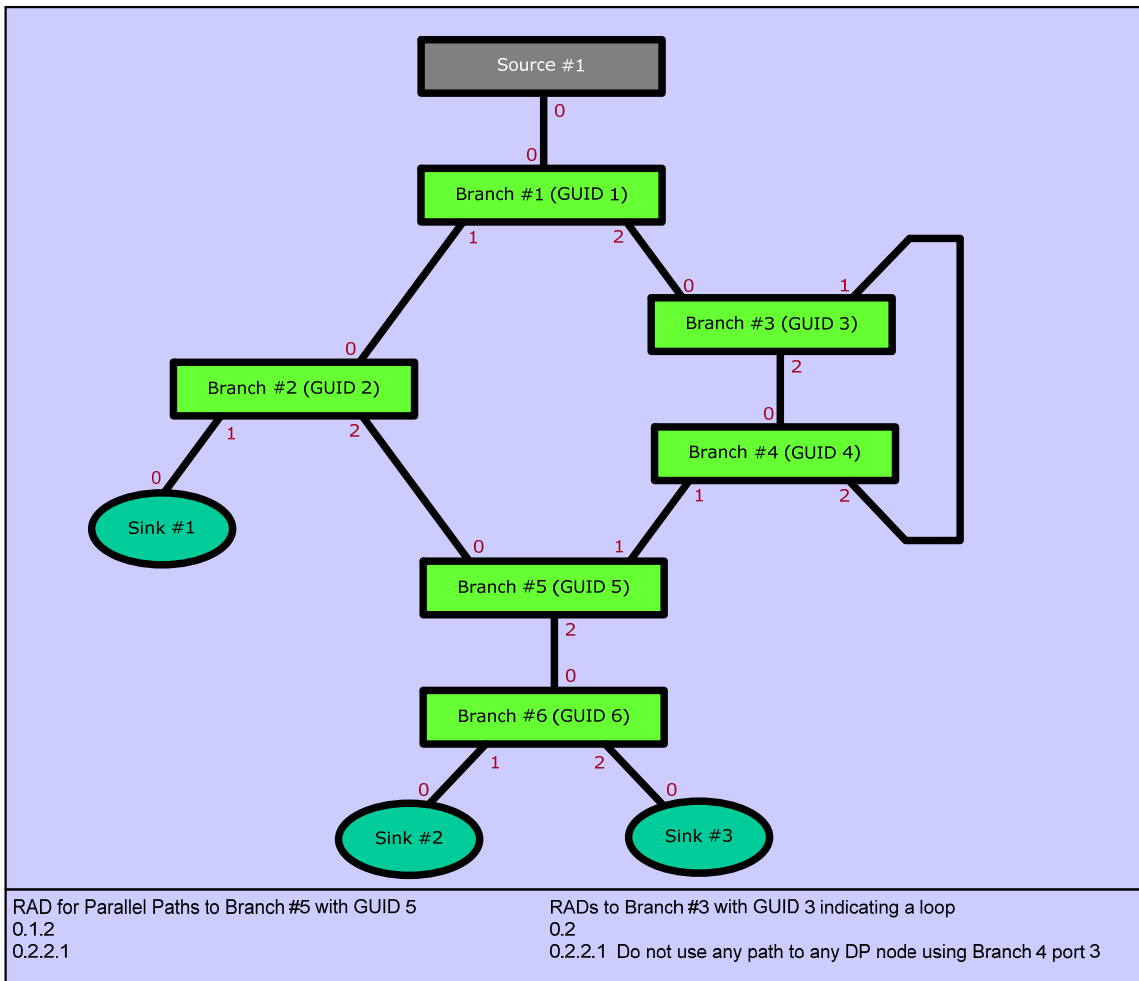 Source #1
0
0
Branch #1 (GUID 1)
1
2
0
1
Branch #3 (GUID 3)
0
2
Branch #2 (GUID 2)
0
1
2
Branch #4 (GUID 4)
0
1
2
Sink #1
0
1
Branch #5 (GUID 5)
2
0
Branch #6 (GUID 6)
1
2
0
0
Sink #2
Sink #3
RAD for Parallel Paths to Branch #5 with GUID 5
0.1.2
0.2.2.1
RADs to Branch #3 with GUID 3 indicating a loop
0.2
0.2.2.1 Do not use any path to any DP node using Branch 4 port 3